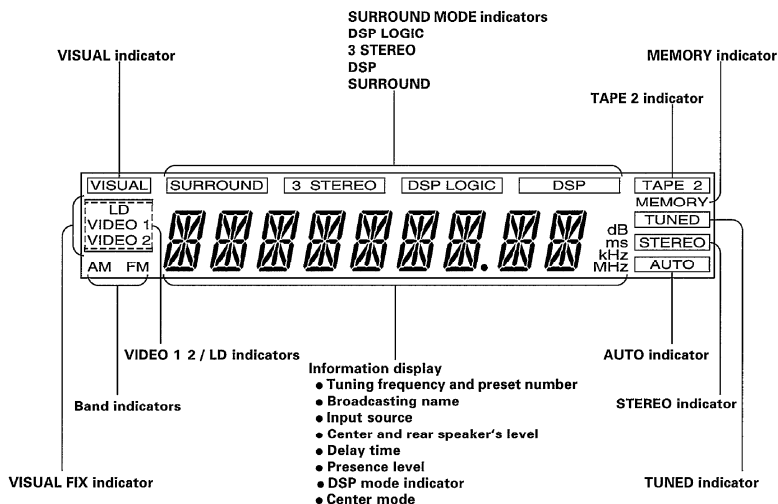 SURROUND MODE indicators
DSP LOGIC
3 STEREO
DSP
SURROUND
VISUAL indicator
MEMORY indicator
TAPE 2 indicator
VISUAL
SURROUND
3 STEREO
DSP LOGIC
DSP
TAPE 2
MEMORY
LD
VIDEO 1
VIDEO 2
TUNED
dB
ms
kHz
MHz
STEREO
AUTO
AM FM
VIDEO 1 2 / LD indicators
AUTO indicator
Band indicators
STEREO indicator
VISUAL FIX indicator
TUNED indicator
Information display
● Tuning frequency and preset number
● Broadcasting name
● Input source
● Center and rear speaker's level
● Delay time
● Presence level
● DSP mode indicator
● Center mode